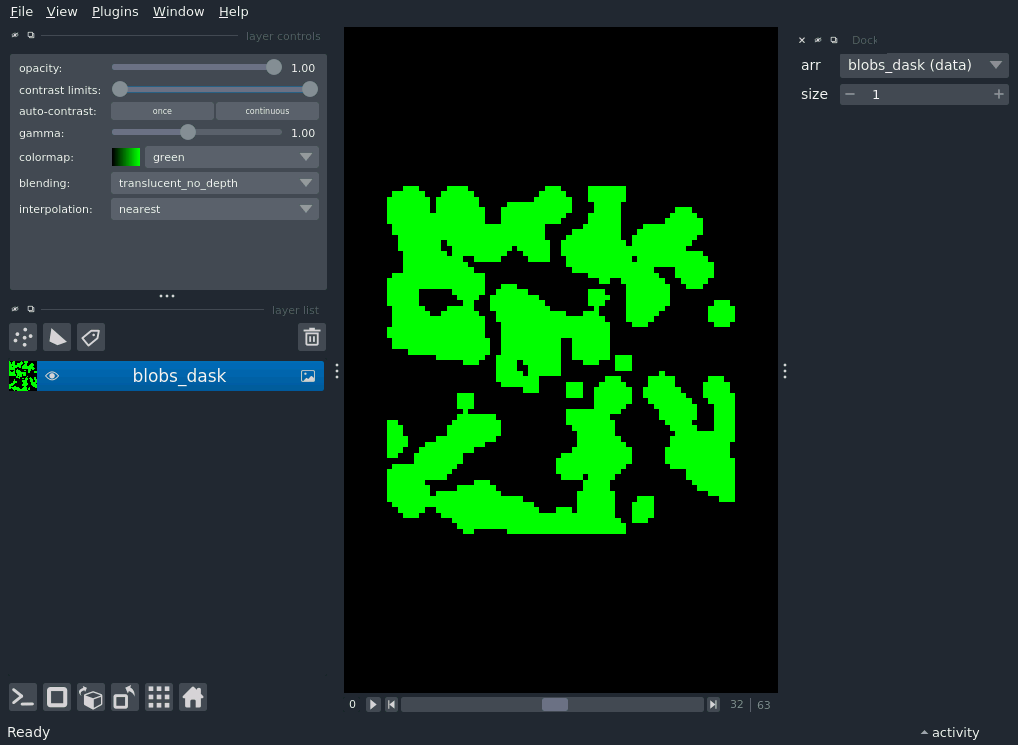 File View Plugins Window Help
layer controls
opacity: 1.00
contrast limits:
auto-contrast: once continuous
gamma: 1.00
colormap: green
blending: translucent_no_depth
interpolation: nearest
layer list
blobs_dask
Dock
arr blobs_dask (data)
size 1
0 32 63
Ready
activity